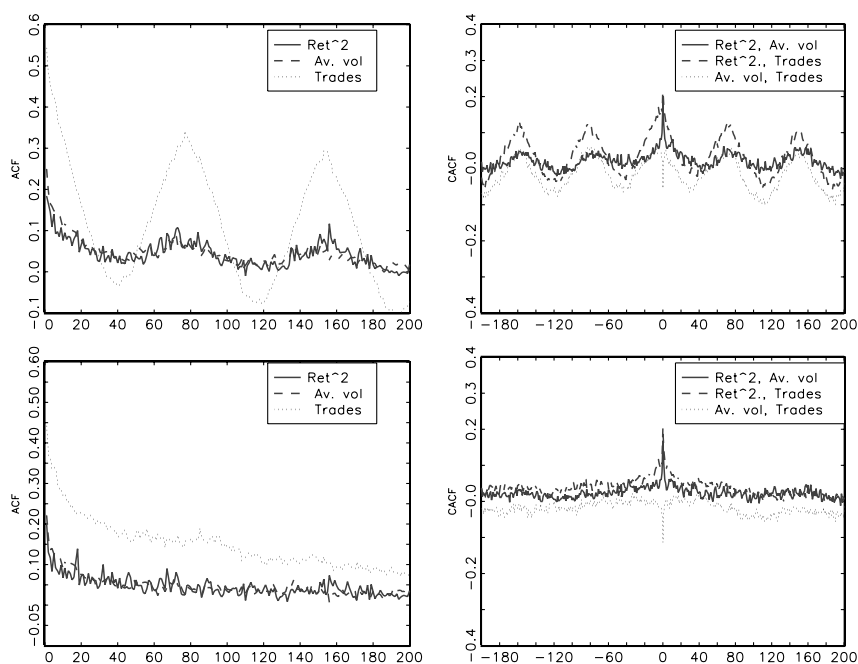 0.6
0.5
0.4
0.3
0.2
0.1
0.0
-0.1
ACF
Ret^2
Av. vol
Trades
0 20 40 60 80 100 120 140 160 180 200
0.4
0.2
-0.0
-0.2
-0.4
CACF
Ret^2, Av. vol
Ret^2., Trades
Av. vol, Trades
-180 -120 -60 0 40 80 120 160 200
0.60
0.50
0.40
0.30
0.20
0.10
-0.05
ACF
Ret^2
Av. vol
Trades
0 20 40 60 80 100 120 140 160 180 200
0.4
0.2
-0.0
-0.2
-0.4
CACF
Ret^2, Av. vol
Ret^2., Trades
Av. vol, Trades
-180 -120 -60 0 40 80 120 160 200